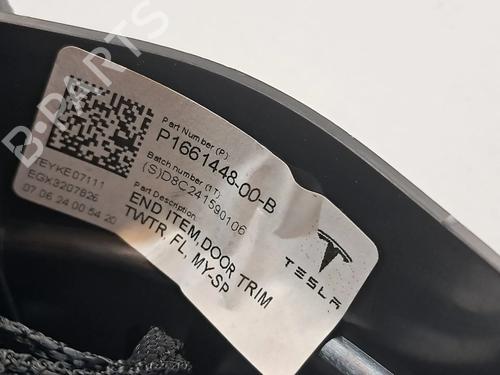 B-PARTS
Part Number (P)
P1661448-00-B
Batch number (1T)
(S)D8C241590106
Part Description
END ITEM,DOOR TRIM
TWTR, FL, MY-SP
TEYKE07111
EGX3207826
07 06 24 00 54 20
TESLA